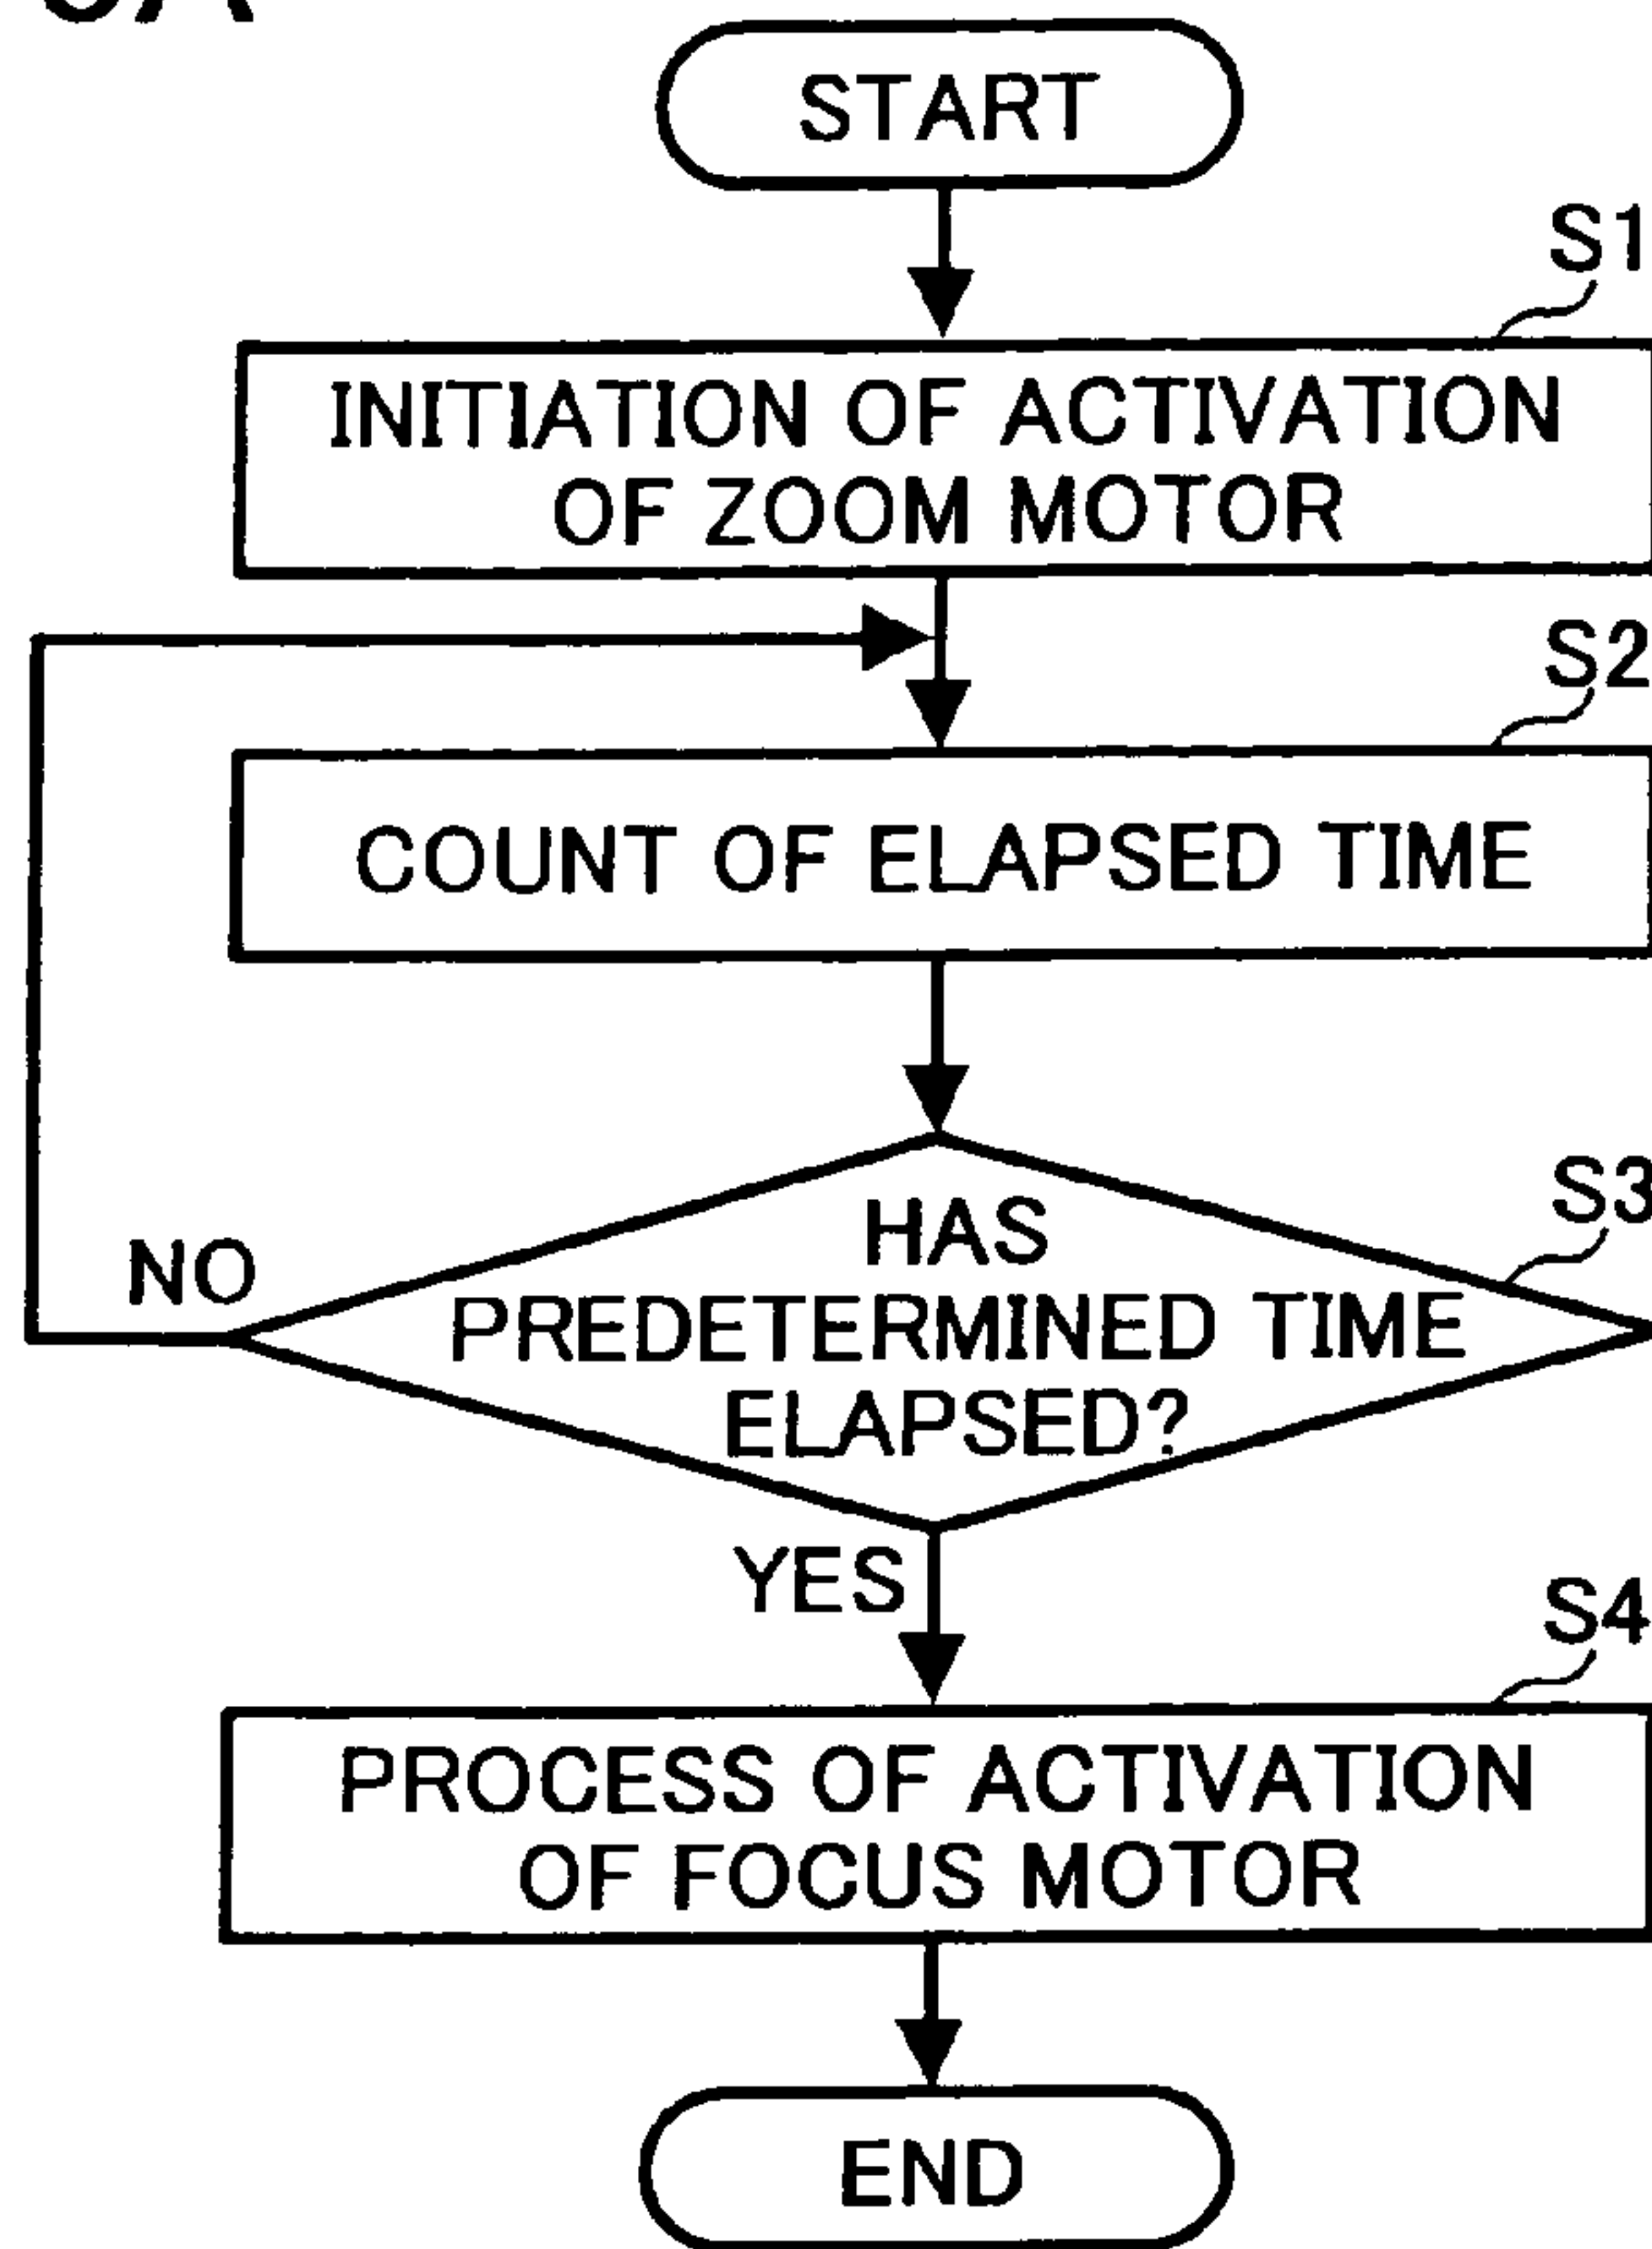 START
S1
INITIATION OF ACTIVATION
OF ZOOM MOTOR
S2
COUNT OF ELAPSED TIME
S3
HAS
PREDETERMINED TIME
ELAPSED?
NO
YES
S4
PROCESS OF ACTIVATION
OF FOCUS MOTOR
END